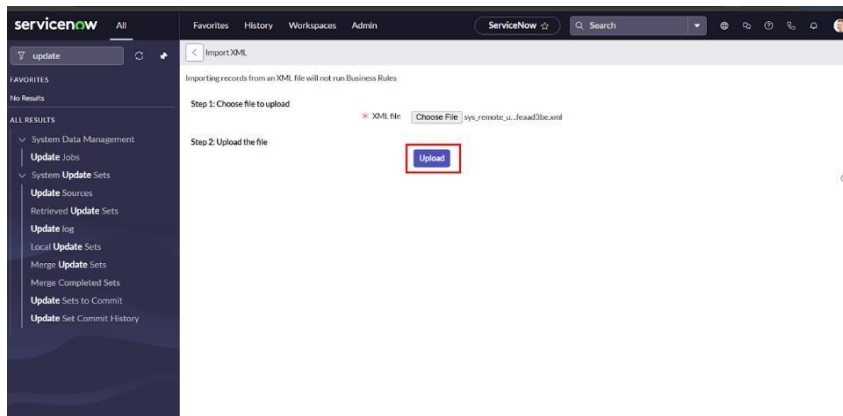 servicenow All Favorites History Workspaces Admin ServiceNow ☆ Search
update
Import XML
FAVORITES
No Results
ALL RESULTS
System Data Management
Update Jobs
System Update Sets
Update Sources
Retrieved Update Sets
Update log
Local Update Sets
Merge Update Sets
Merge Completed Sets
Update Sets to Commit
Update Set Commit History
Importing records from an XML file will not run Business Rules
Step 1: Choose file to upload
* XML file Choose File sys_remote_u...feaad3be.xml
Step 2: Upload the file
Upload